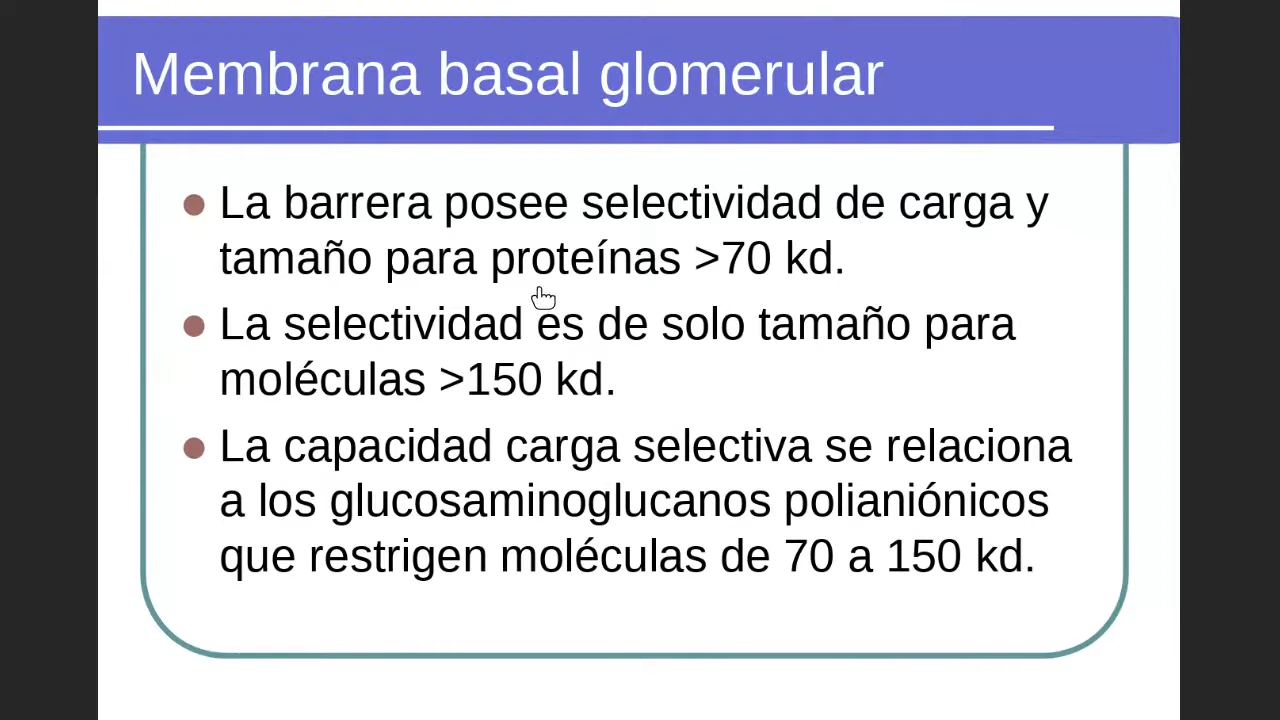 Membrana basal glomerular
La barrera posee selectividad de carga y
tamaño para proteínas >70 kd.
La selectividad es de solo tamaño para
moléculas >150 kd.
La capacidad carga selectiva se relaciona
a los glucosaminoglucanos polianiónicos
que restrigen moléculas de 70 a 150 kd.